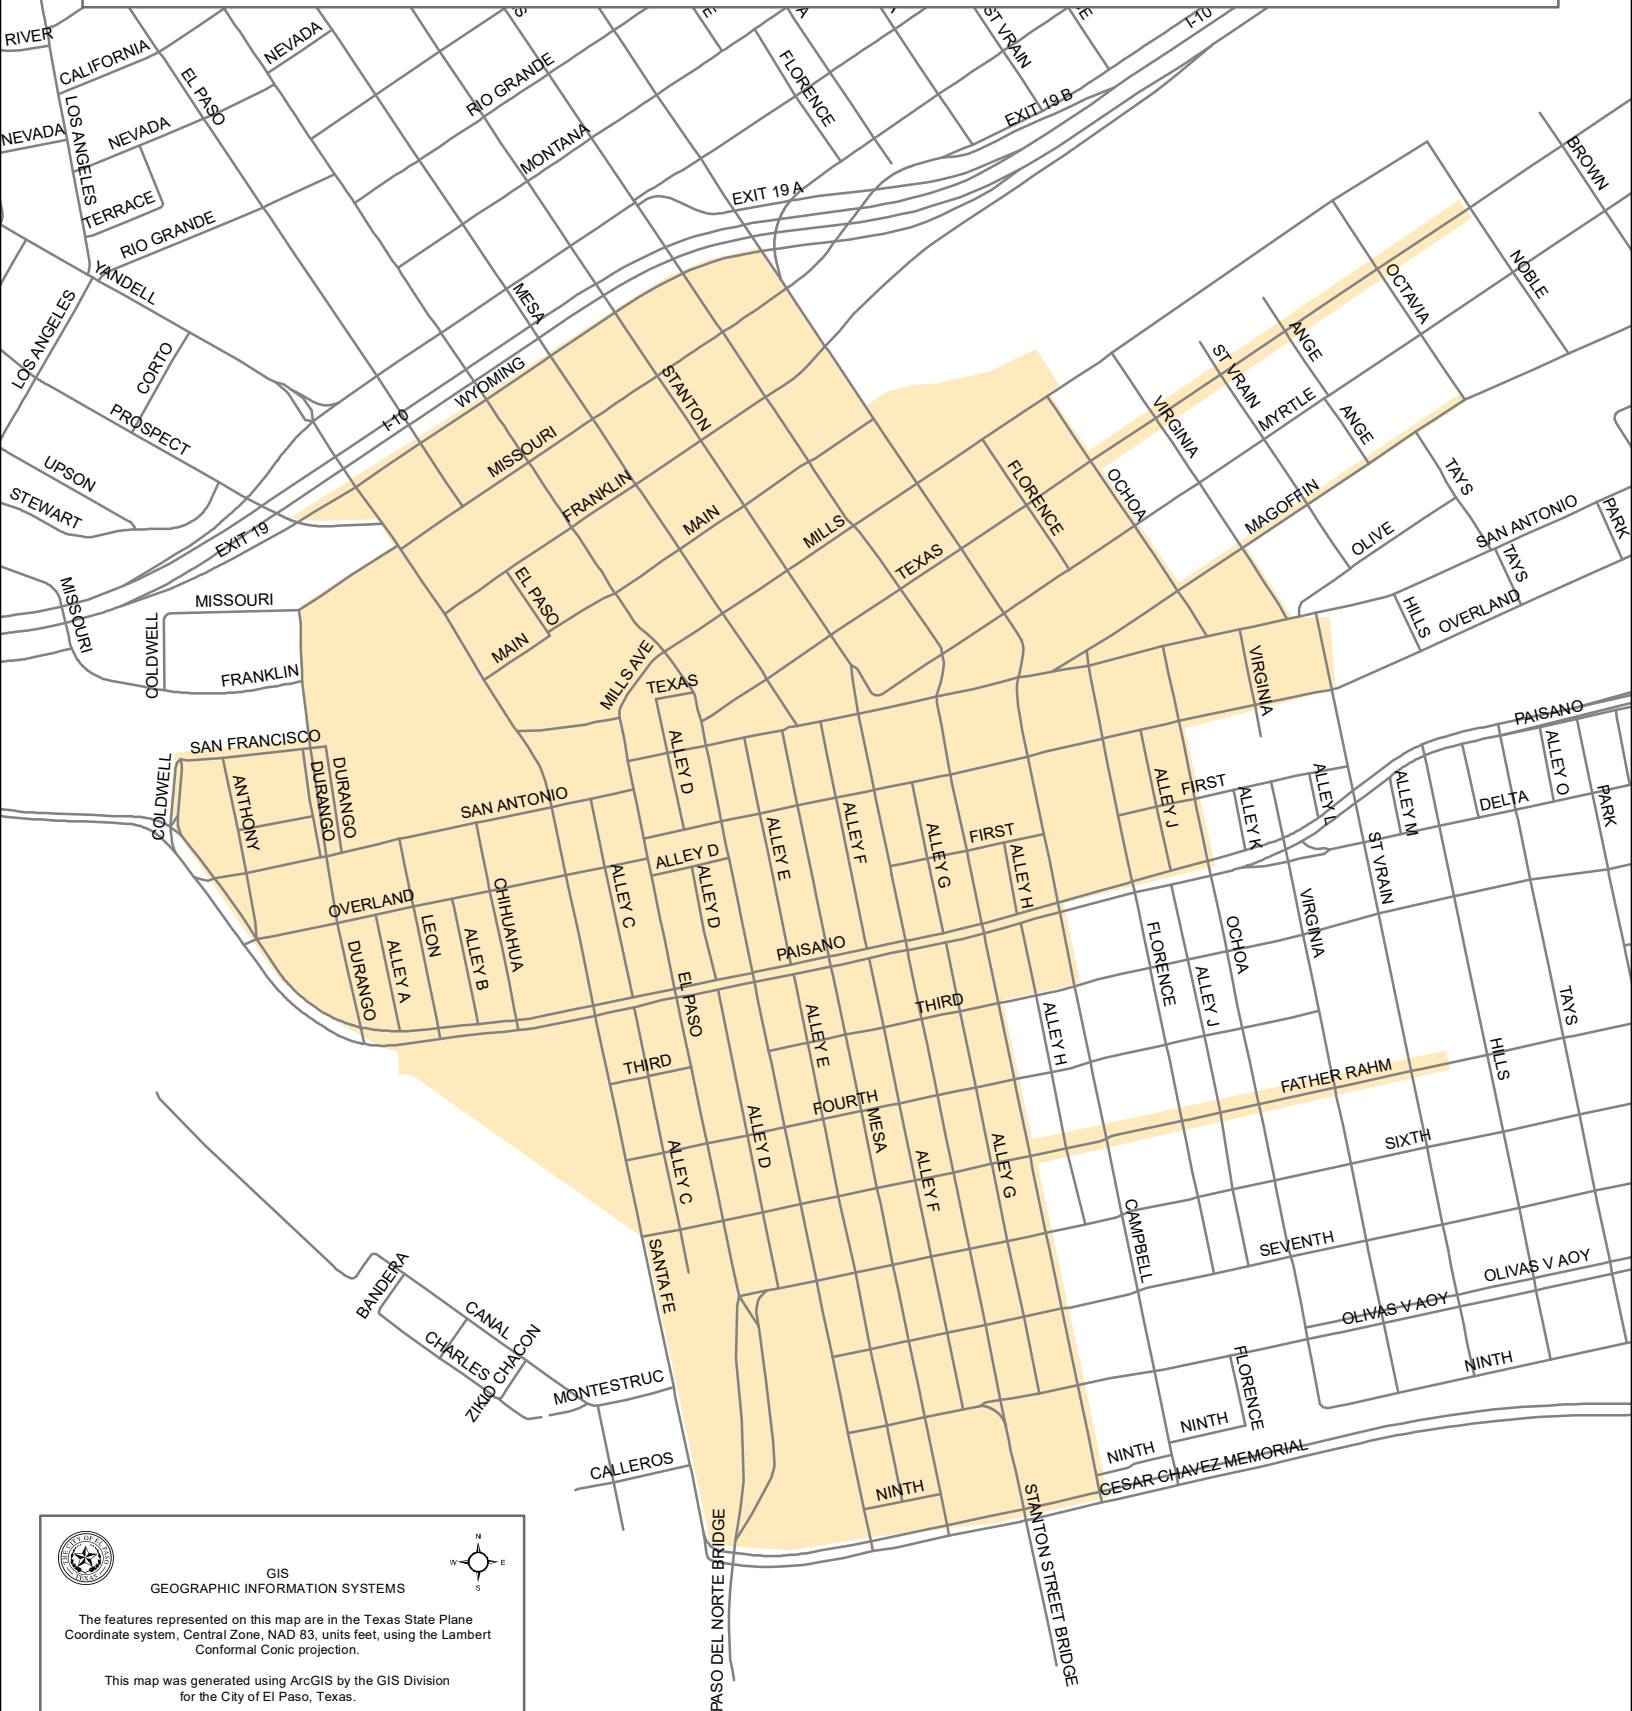 S
E
A
ST VRAIN
E
I-10
RIVER
CALIFORNIA
NEVADA
EL PASO
RIO GRANDE
FLORENCE
EXIT 19 B
LOS ANGELES
NEVADA
NEVADA
MONTANA
BROWN
TERRACE
EXIT 19 A
RIO GRANDE
YANDELL
NOBLE
OCTAVIA
LOS ANGELES
MESA
ANGE
CORTO
WYOMING
STANTON
ST VRAIN
MYRTLE
I-10
PROSPECT
VIRGINIA
ANGE
MISSOURI
UPSON
FRANKLIN
FLORENCE
OCHOA
TAYS
STEWART
MAIN
MILLS
MAGOFFIN
SAN ANTONIO
PARK
EXIT 19
TEXAS
OLIVE
TAYS
MISSOURI
MISSOURI
EL PASO
HILLS
OVERLAND
COLDWELL
MAIN
FRANKLIN
MILLS AVE
TEXAS
VIRGINIA
PAISANO
SAN FRANCISCO
ALLEY D
ALLEY O
COLDWELL
ANTHONY
DURANGO
DURANGO
SAN ANTONIO
ALLEY J
FIRST
ALLEY K
ALLEY L
ALLEY M
DELTA
PARK
ALLEY E
ALLEY F
ALLEY G
FIRST
ALLEY H
ALLEY D
ALLEY D
ALLEY C
ST VRAIN
OVERLAND
CHIHUAHUA
LEON
ALLEY B
ALLEY A
DURANGO
PAISANO
FLORENCE
OCHOA
VIRGINIA
ALLEY J
EL PASO
THIRD
TAYS
ALLEY E
ALLEY H
THIRD
HILLS
FATHER RAHM
FOURTH
MESA
ALLEY D
SIXTH
ALLEY C
ALLEY F
ALLEY G
CAMPBELL
SEVENTH
SANTA FE
BANDERA
OLIVAS V AOY
CANAL
OLIVAS V AOY
CHARLES
ZIKIO CHACON
FLORENCE
NINTH
MONTESTRUC
NINTH
NINTH
CALLEROS
CESAR CHAVEZ MEMORIAL
NINTH
STANTON STREET BRIDGE
PASO DEL NORTE BRIDGE
THE CITY OF EL PASO
TEXAS
N
W E
S
GIS
GEOGRAPHIC INFORMATION SYSTEMS
The features represented on this map are in the Texas State Plane
Coordinate system, Central Zone, NAD 83, units feet, using the Lambert
Conformal Conic projection.
This map was generated using ArcGIS by the GIS Division
for the City of El Paso, Texas.